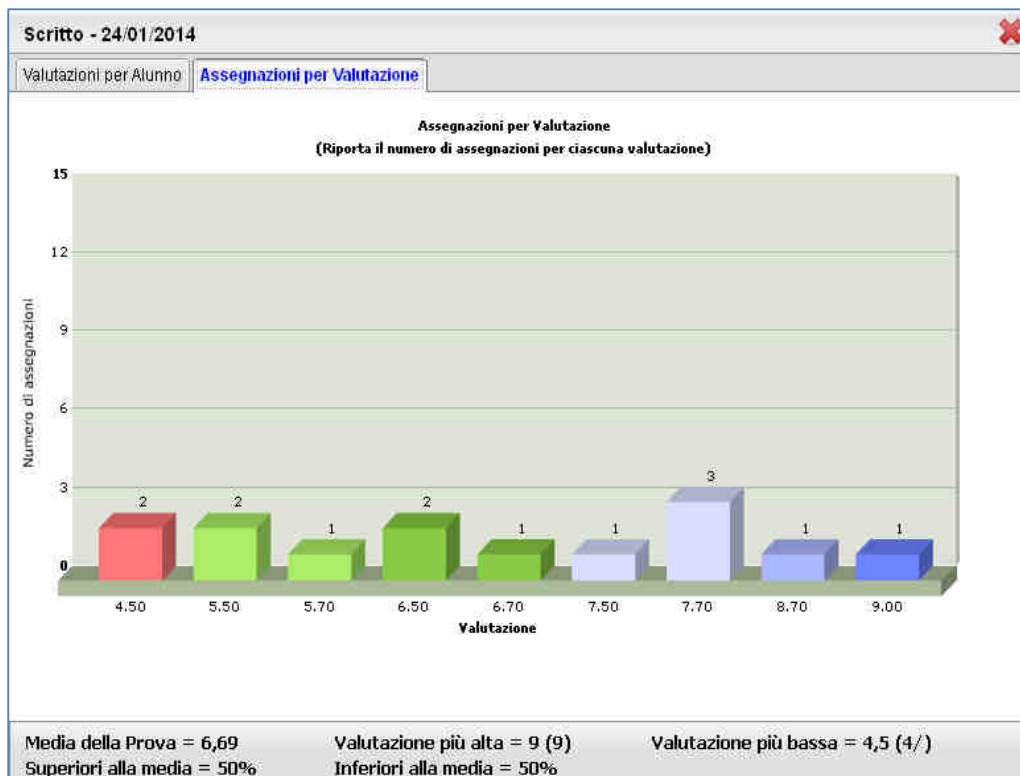 Scritto - 24/01/2014
Valutazioni per Alunno Assegnazioni per Valutazione
Assegnazioni per Valutazione
(Riporta il numero di assegnazioni per ciascuna valutazione)
15
12
9
6
3
0
Numero di assegnazioni
2 2 1 2 1 1 3 1 1
4.50 5.50 5.70 6.50 6.70 7.50 7.70 8.70 9.00
Valutazione
Media della Prova = 6,69 Valutazione più alta = 9 (9) Valutazione più bassa = 4,5 (4/)
Superiori alla media = 50% Inferiori alla media = 50%